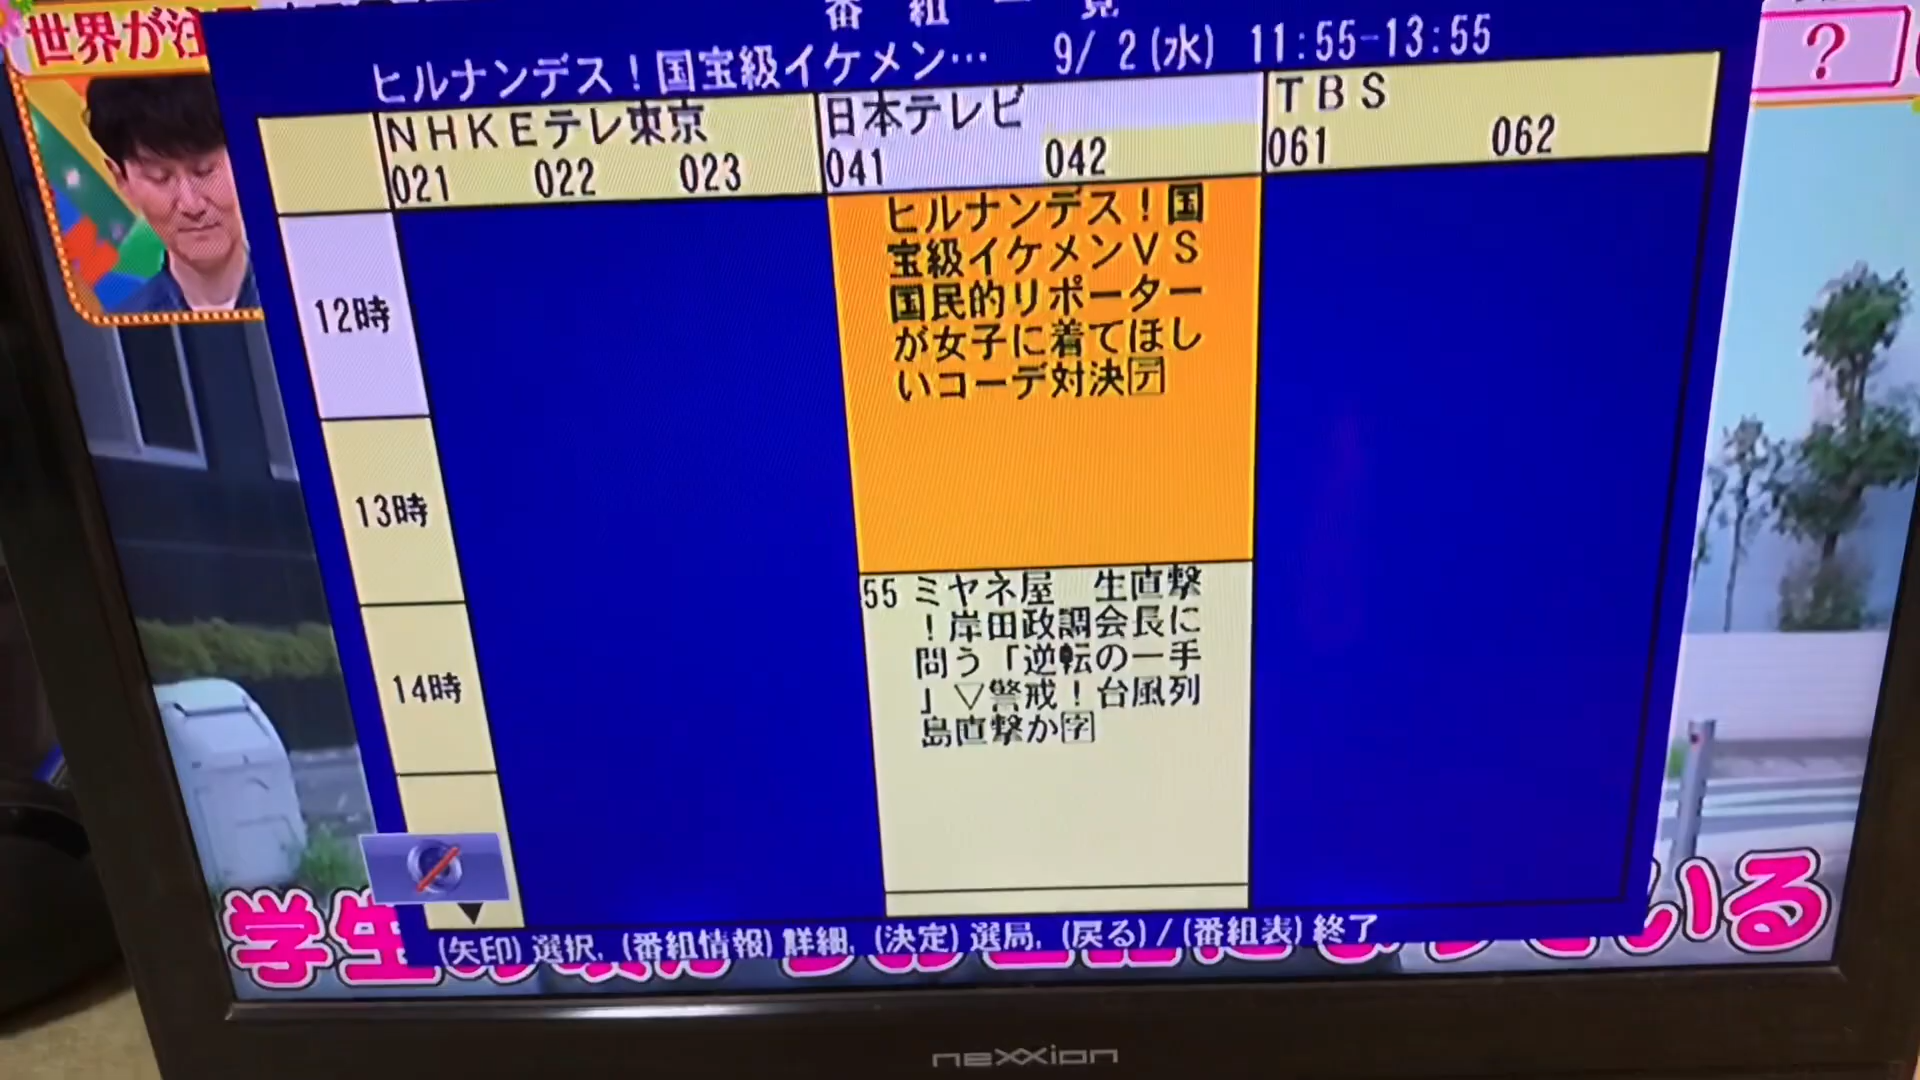 世界が注
番組一覧
ヒルナンデス！国宝級イケメン… 9/ 2(水) 11:55-13:55
?
NHKEテレ東京
021 022 023
日本テレビ
041 042
TBS
061 062
12時
ヒルナンデス！国
宝級イケメンVS
国民的リポーター
が女子に着てほし
いコーデ対決デ
13時
55 ミヤネ屋 生直撃
！岸田政調会長に
問う「逆転の一手
」▽警戒！台風列
島直撃か字
14時
(矢印)選択, (番組情報)詳細, (決定)選局, (戻る)/(番組表)終了
学生
いる
nexxion